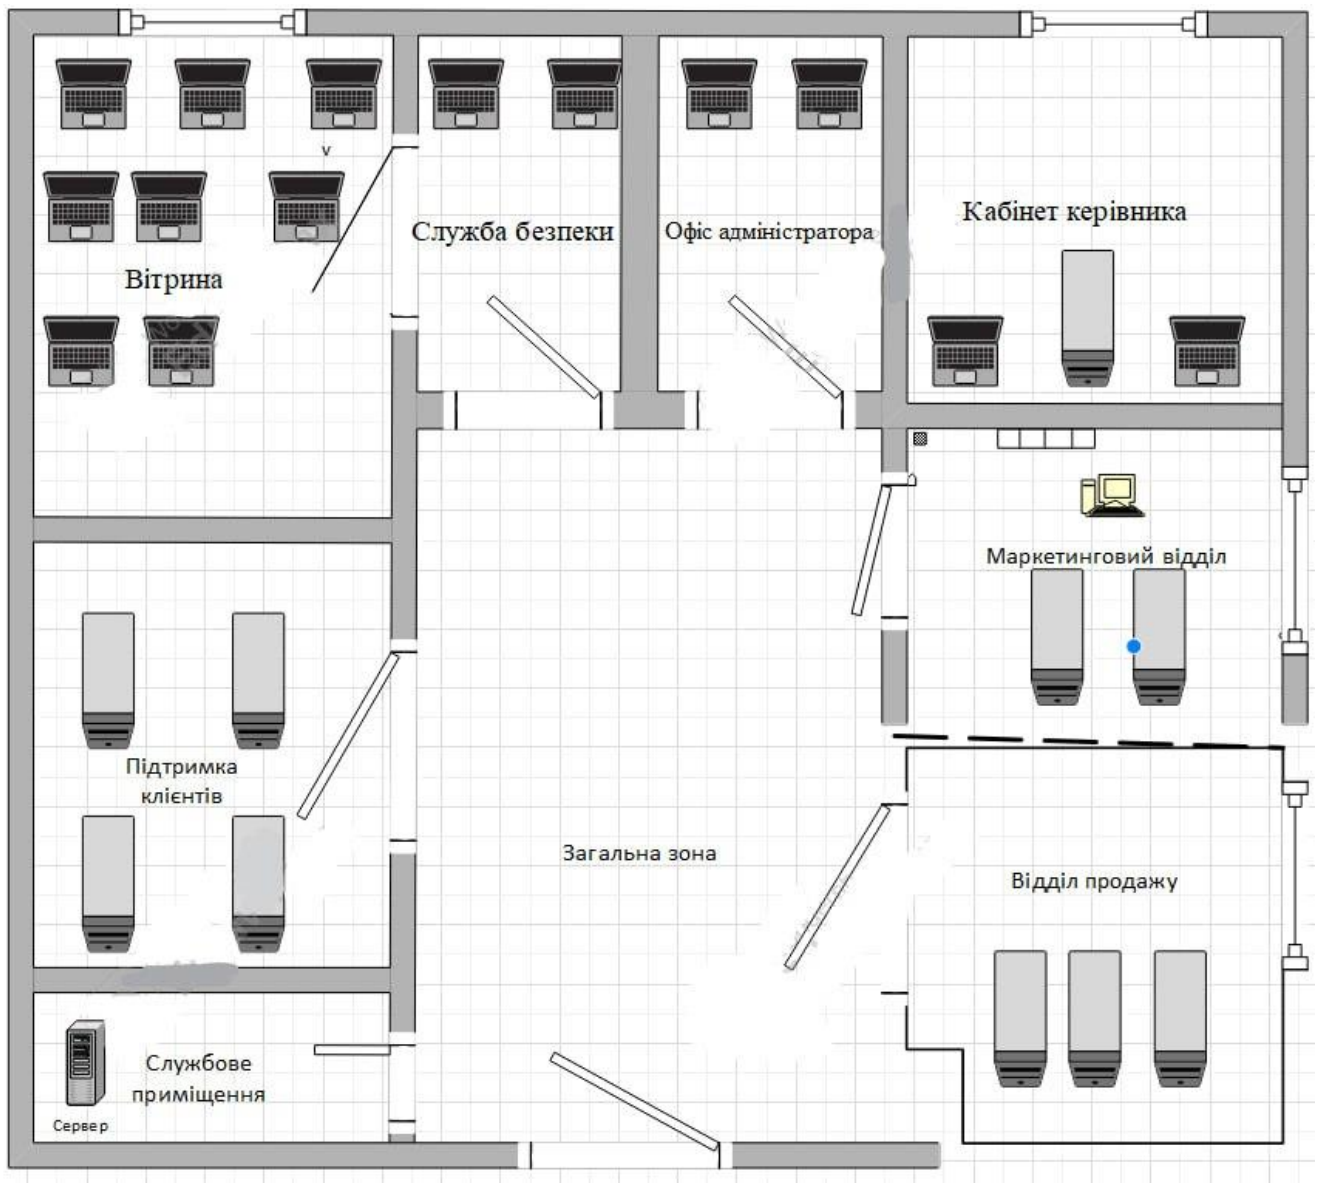 v
Служба безпеки
Офіс адміністратора
Кабінет керівника
Вітрина
Маркетинговий відділ
Підтримка
клієнтів
Загальна зона
Відділ продажу
Службове
приміщення
Сервер